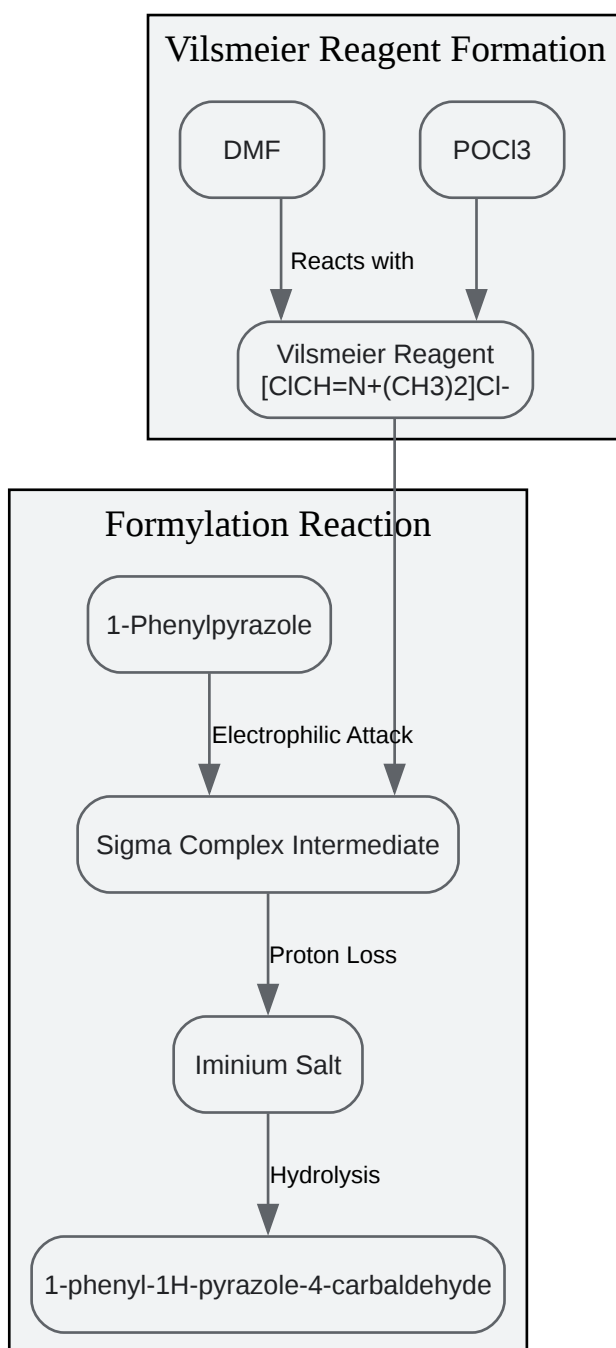 Vilsmeier Reagent Formation
DMF
POCl3
Reacts with
Vilsmeier Reagent
[ClCH=N+(CH3)2]Cl-
Formylation Reaction
1-Phenylpyrazole
Electrophilic Attack
Sigma Complex Intermediate
Proton Loss
Iminium Salt
Hydrolysis
1-phenyl-1H-pyrazole-4-carbaldehyde